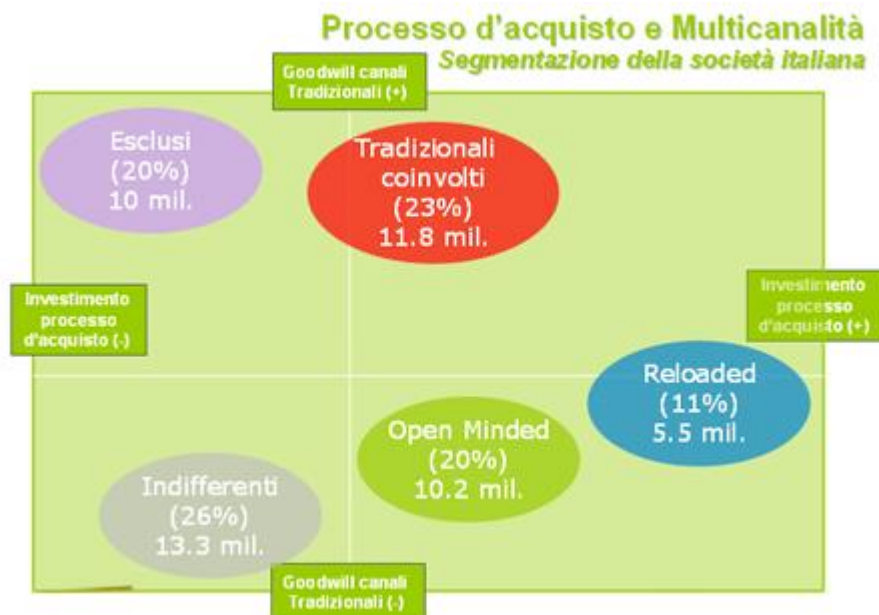 Processo d'acquisto e Multicanalità
Segmentazione della società italiana
Goodwill canali
Tradizionali (+)
Esclusi
(20%)
10 mil.
Tradizionali
coinvolti
(23%)
11.8 mil.
Investimento
processo
d'acquisto (-)
Investimento
processo
d'acquisto (+)
Reloaded
(11%)
5.5 mil.
Open Minded
(20%)
10.2 mil.
Indifferenti
(26%)
13.3 mil.
Goodwill canali
Tradizionali (-)